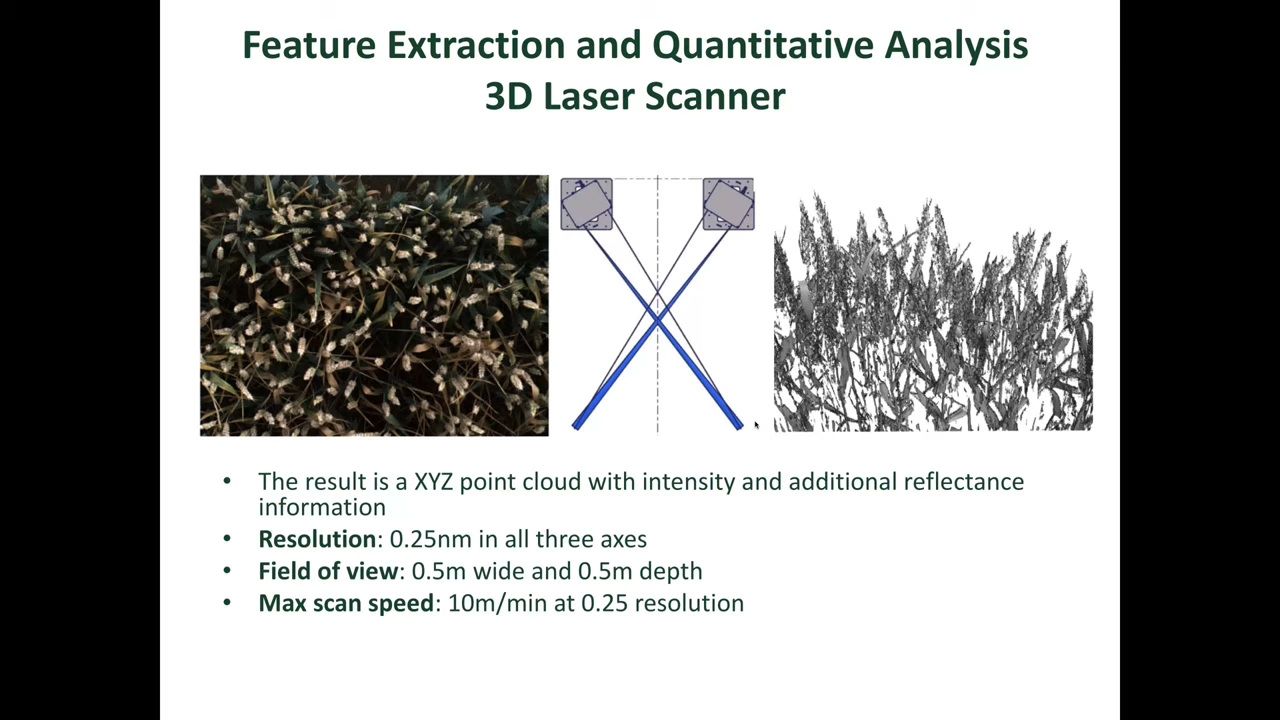 Feature Extraction and Quantitative Analysis
3D Laser Scanner
• The result is a XYZ point cloud with intensity and additional reflectance
information
• Resolution: 0.25nm in all three axes
• Field of view: 0.5m wide and 0.5m depth
• Max scan speed: 10m/min at 0.25 resolution